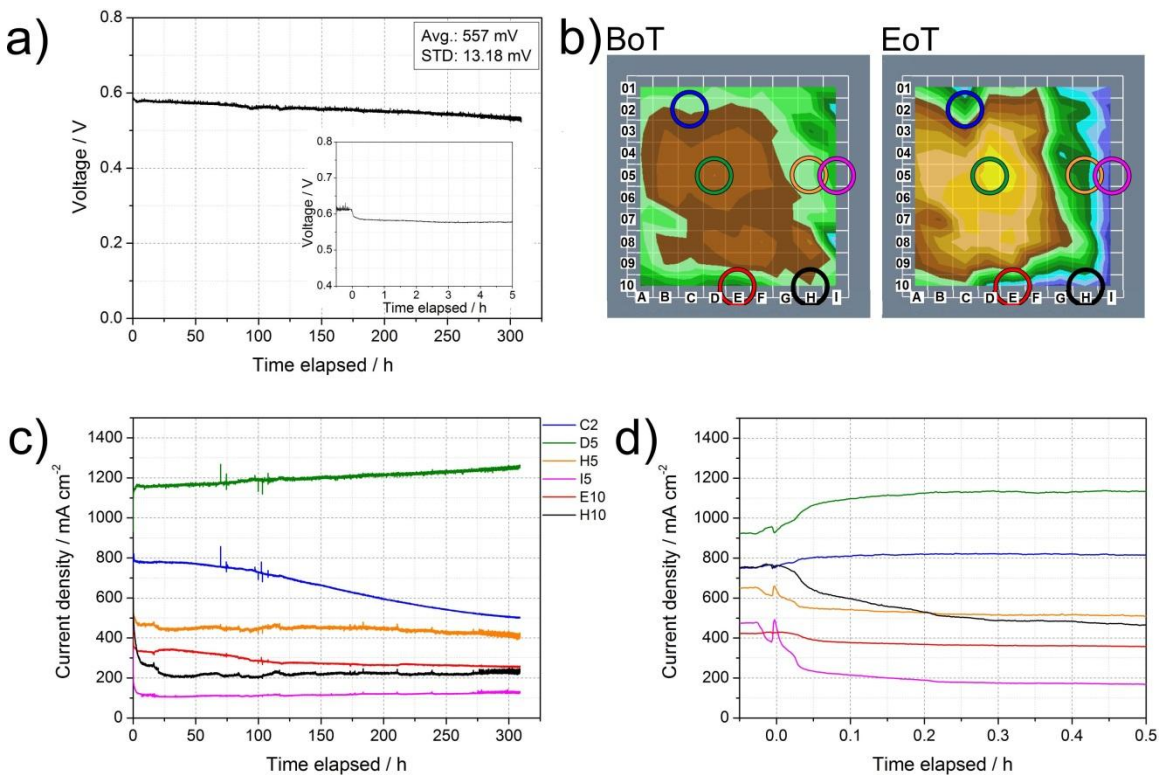 a)
0.8
0.6
0.4
0.2
0.0
Voltage / V
Avg.: 557 mV
STD: 13.18 mV
0.8
0.7
0.6
0.5
0.4
Voltage / V
0 1 2 3 4 5
Time elapsed / h
0 50 100 150 200 250 300
Time elapsed / h
b)
BoT
01
02
03
04
05
06
07
08
09
10
A B C D E F G H I
EoT
01
02
03
04
05
06
07
08
09
10
A B C D E F G H I
c)
1400
1200
1000
800
600
400
200
0
Current density / mA cm⁻²
0 50 100 150 200 250 300
Time elapsed / h
C2
D5
H5
I5
E10
H10
d)
1400
1200
1000
800
600
400
200
0
Current density / mA cm⁻²
0.0 0.1 0.2 0.3 0.4 0.5
Time elapsed / h